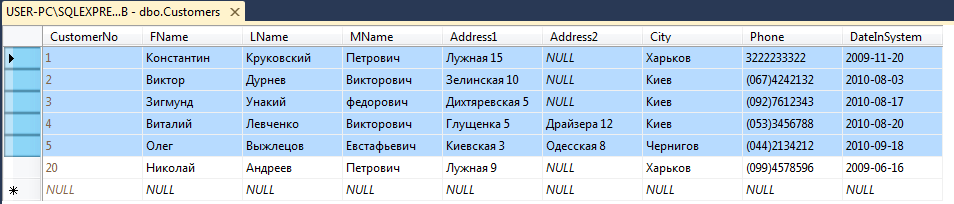 USER-PC\SQLEXPRE...B - dbo.Customers
CustomerNo FName LName MName Address1 Address2 City Phone DateInSystem
1 Константин Круковский Петрович Лужная 15 NULL Харьков 3222233322 2009-11-20
2 Виктор Дурнев Викторович Зелинская 10 NULL Киев (067)4242132 2010-08-03
3 Зигмунд Унакий федорович Дихтяревская 5 NULL Киев (092)7612343 2010-08-17
4 Виталий Левченко Викторович Глущенка 5 Драйзера 12 Киев (053)3456788 2010-08-20
5 Олег Выжлецов Евстафьевич Киевская 3 Одесская 8 Чернигов (044)2134212 2010-09-18
20 Николай Андреев Петрович Лужная 9 NULL Харьков (099)4578596 2009-06-16
NULL NULL NULL NULL NULL NULL NULL NULL NULL